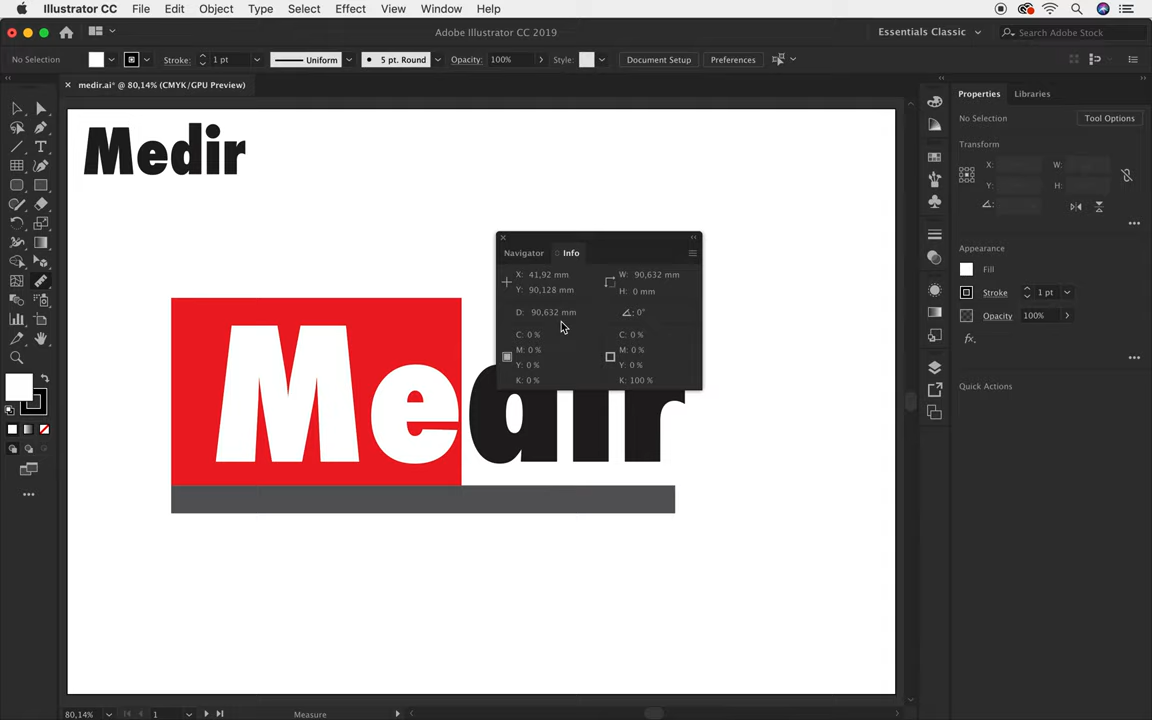 Illustrator CC File Edit Object Type Select Effect View Window Help
Adobe Illustrator CC 2019
Essentials Classic
Search Adobe Stock
No Selection
Stroke:
1 pt
Uniform
5 pt. Round
Opacity:
100%
Style:
Document Setup
Preferences
medir.ai* @ 80,14% (CMYK/GPU Preview)
Medir
Navigator
Info
X: 41,92 mm
Y: 90,128 mm
W: 90,632 mm
H: 0 mm
D: 90,632 mm
0°
C: 0 %
M: 0 %
Y: 0 %
K: 0 %
C: 0 %
M: 0 %
Y: 0 %
K: 100 %
Medir
Properties
Libraries
No Selection
Tool Options
Transform
X:
W:
Y:
H:
Appearance
Fill
Stroke
1 pt
Opacity
100%
fx.
Quick Actions
80,14%
1
Measure